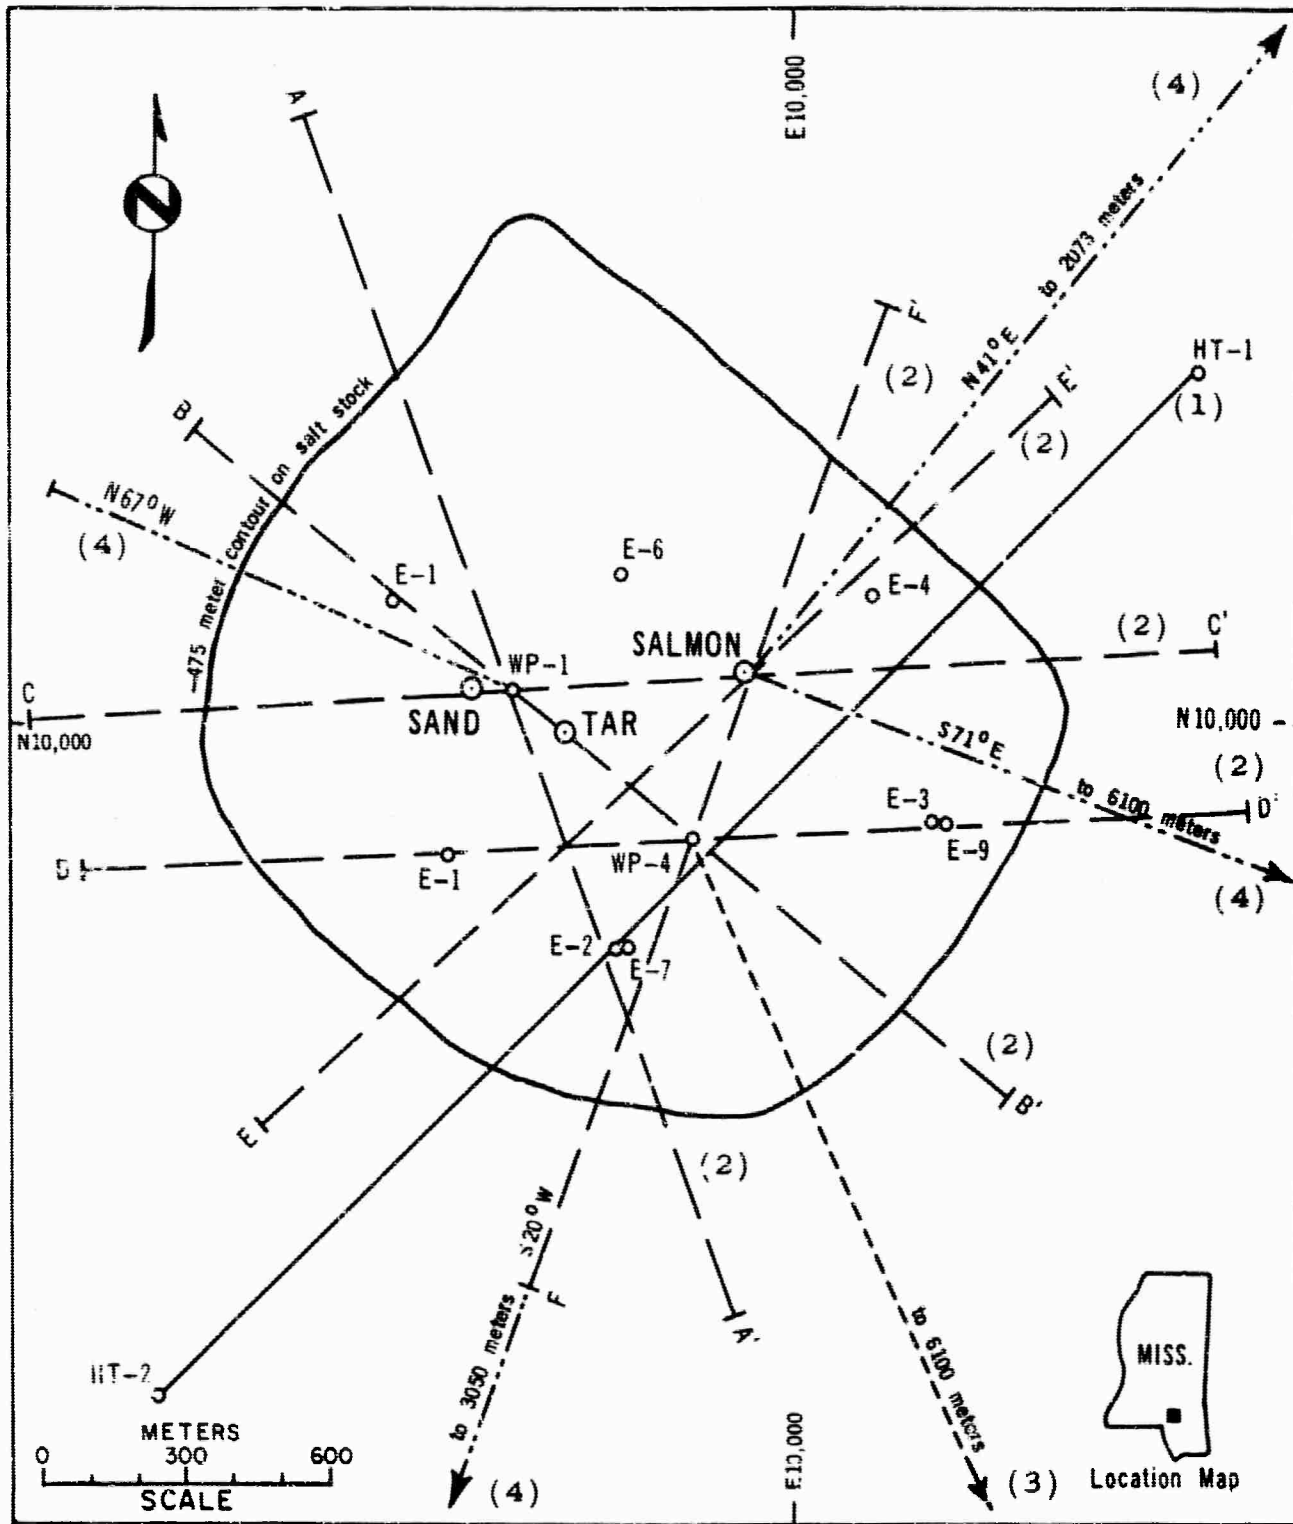 E10,000
(4)
A
N
to 2073 meters
N41°E
F'
HT-1
(2)
(1)
E'
B
(2)
-475 meter contour on salt stock
N67°W
(4)
E-6
E-1
E-4
SALMON
(2)
C'
WP-1
C
SAND
TAR
N10,000
N10,000
S71°E
(2)
to 6100 meters
E-3
D'
E-9
D
E-1
WP-4
(4)
E-2
E-7
(2)
B'
E
(2)
S20°W
F
A'
to 3050 meters
to 6100 meters
MISS.
HT-2
METERS
0 300 600
SCALE
E10,000
(4)
(3)
Location Map